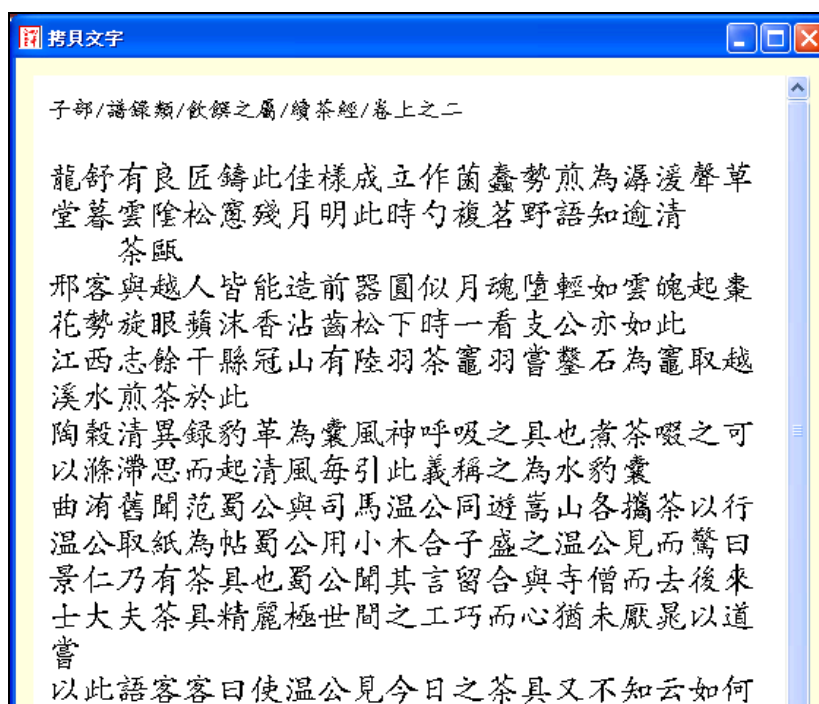 拷貝文字
子部/譜録類/飲饌之屬/續茶經/卷上之二
龍舒有良匠鑄此佳樣成立作菌蠢勢煎為潺湲聲草
堂暮雲隂松窻殘月明此時勺複茗野語知逾清
茶甌
邢客與越人皆能造前器圓似月魂墮輕如雲魄起棗
花勢旋眼蘋沫香沾齒松下時一看支公亦如此
江西志餘干縣冠山有陸羽茶竈羽嘗鑿石為竈取越
溪水煎茶於此
陶穀清異録豹革為囊風神呼吸之具也煮茶啜之可
以滌滯思而起清風毎引此義稱之為水豹囊
曲洧舊聞范蜀公與司馬温公同遊嵩山各攜茶以行
温公取紙為帖蜀公用小木合子盛之温公見而驚曰
景仁乃有茶具也蜀公聞其言留合與寺僧而去後來
士大夫茶具精麗極世間之工巧而心猶未厭晁以道
嘗
以此語客客曰使温公見今日之茶具又不知云如何